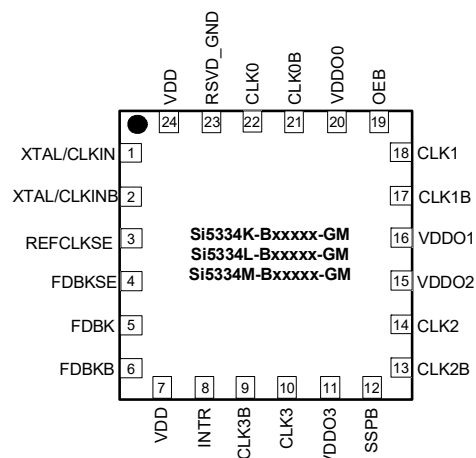 VDD
RSVD_GND
CLK0
CLK0B
VDDO0
OEB
24
23
22
21
20
19
XTAL/CLKIN
1
18
CLK1
XTAL/CLKINB
2
17
CLK1B
REFCLKSE
3
16
VDDO1
FDBKSE
4
15
VDDO2
FDBK
5
14
CLK2
FDBKB
6
13
CLK2B
Si5334K-Bxxxxx-GM
Si5334L-Bxxxxx-GM
Si5334M-Bxxxxx-GM
7
8
9
10
11
12
VDD
INTR
CLK3B
CLK3
VDDO3
SSPB